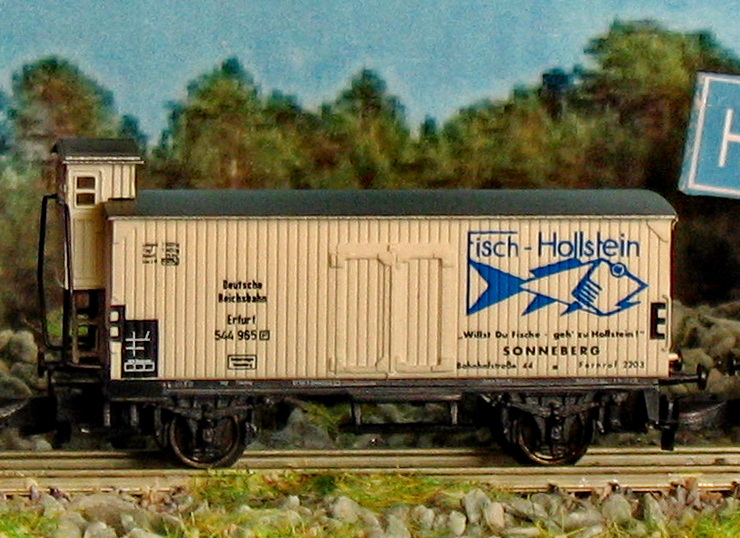 H
Fisch - Hollstein
Deutsche
Reichsbahn
Erfurt
544 965 F
„Willst Du Fische - geh' zu Hollstein!"
SONNEBERG
Bahnhofstraße 44 Fernruf 2203
E